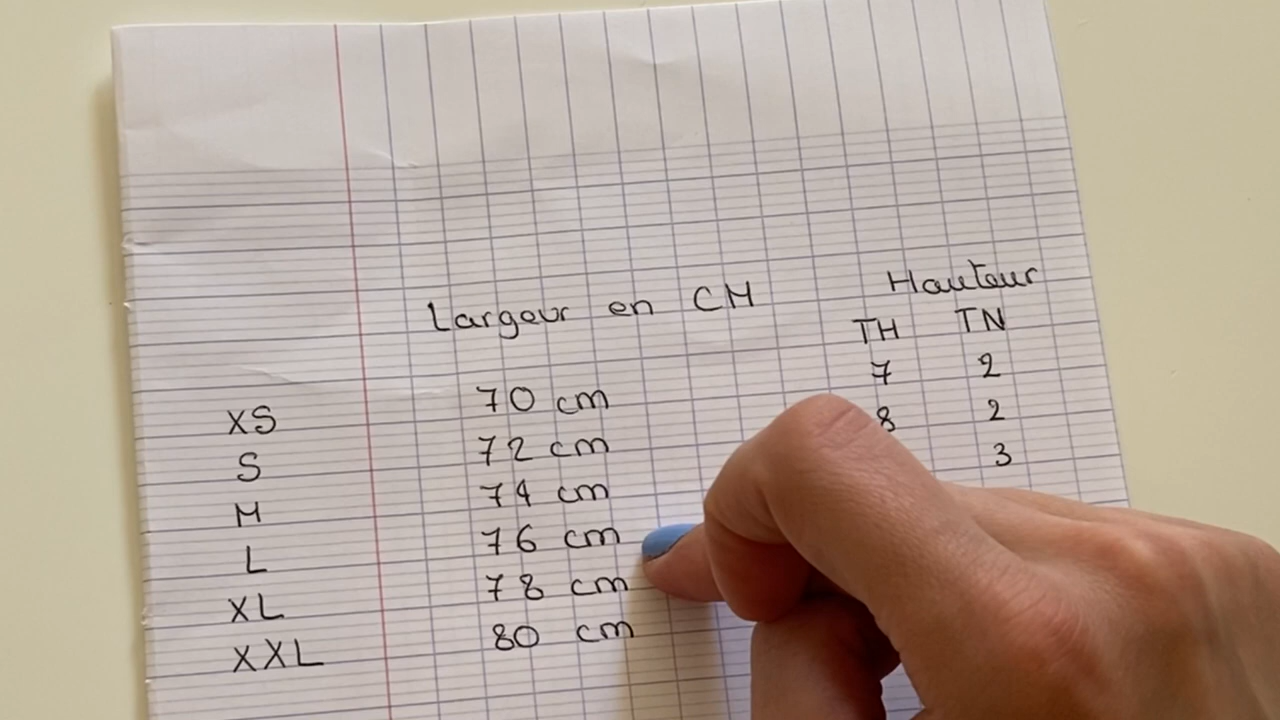 Largeur en CM Hauteur
TH TN
XS 70 cm 7 2
S 72 cm 8 2
M 74 cm 3
L 76 cm
XL 78 cm
XXL 80 cm